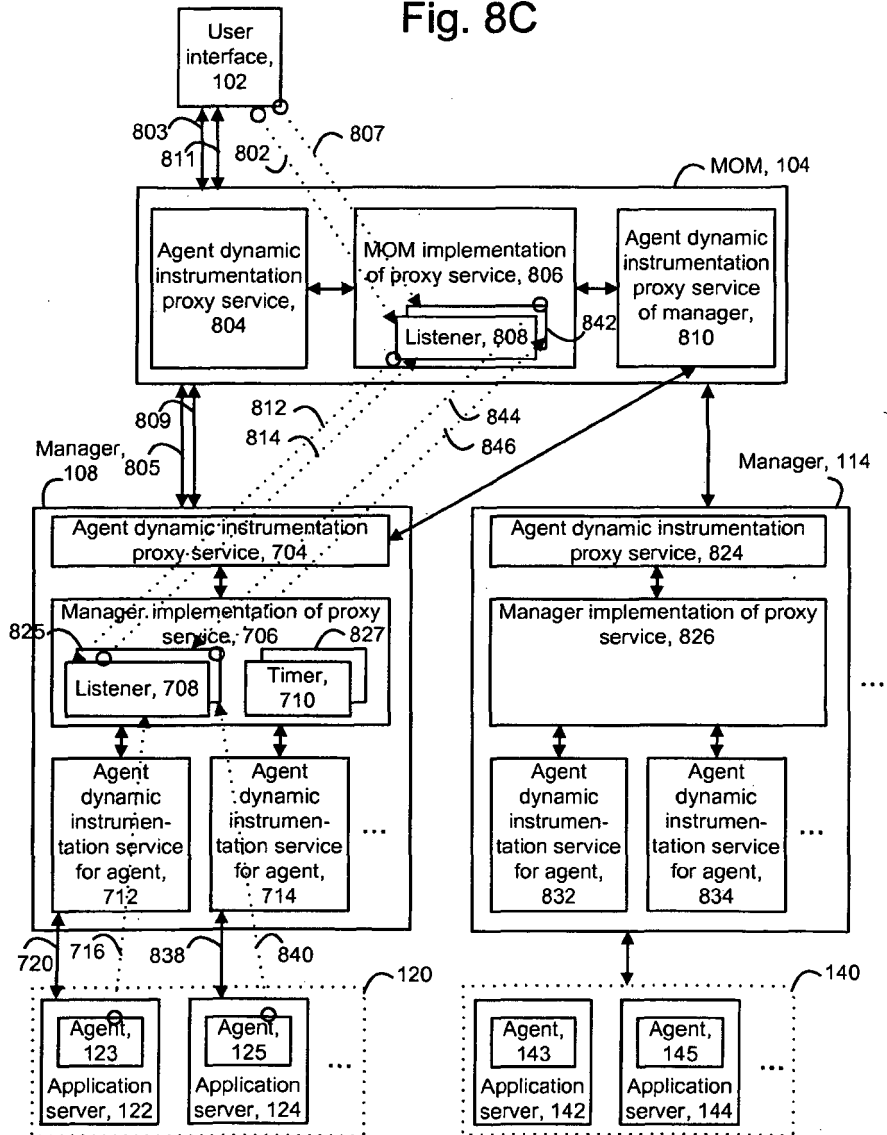 Fig. 8C
User
interface,
102
803
811
802
807
MOM, 104
Agent dynamic
instrumentation
proxy service,
804
MOM implementation
of proxy service, 806
Listener, 808
842
Agent dynamic
instrumentation
proxy service
of manager,
810
809
805
812
814
844
846
Manager,
108
Manager, 114
Agent dynamic instrumentation
proxy service, 704
Agent dynamic instrumentation
proxy service, 824
Manager implementation of proxy
service, 706
825
827
Listener, 708
Timer,
710
Manager implementation of proxy
service, 826
...
Agent
dynamic
instrumen-
tation service
for agent,
712
Agent
dynamic
instrumen-
tation service
for agent,
714
...
Agent
dynamic
instrumen-
tation service
for agent,
832
Agent
dynamic
instrumen-
tation service
for agent,
834
...
720
716
838
840
120
140
Agent,
123
Application
server, 122
Agent,
125
Application
server, 124
...
Agent,
143
Application
server, 142
Agent,
145
Application
server, 144
...